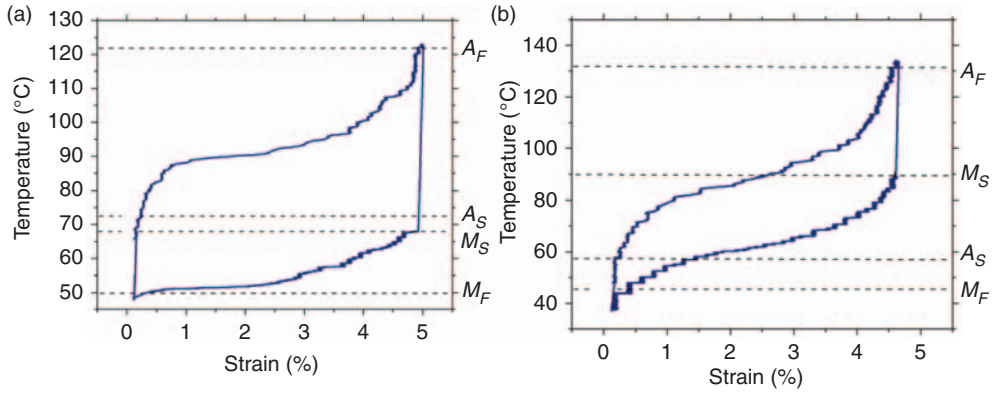 (a)
130
120
110
100
90
80
70
60
50
Temperature (°C)
A_F
A_S
M_S
M_F
0 1 2 3 4 5
Strain (%)
(b)
140
120
100
80
60
40
Temperature (°C)
A_F
M_S
A_S
M_F
0 1 2 3 4 5
Strain (%)